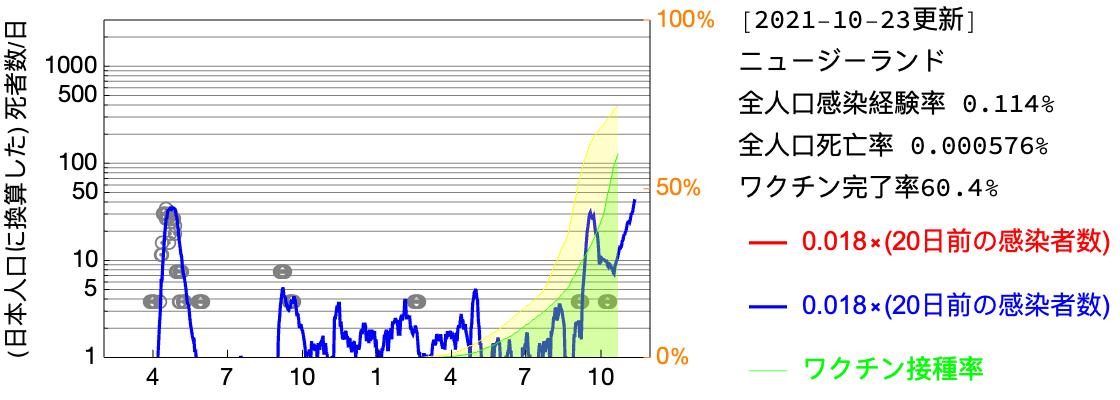 (日本人口に換算した) 死者数/日
1000
500
100
50
10
5
1
4 7 10 1 4 7 10
100%
50%
0%
[2021-10-23更新]
ニュージーランド
全人口感染経験率 0.114%
全人口死亡率 0.000576%
ワクチン完了率60.4%
0.018×(20日前の感染者数)
0.018×(20日前の感染者数)
ワクチン接種率